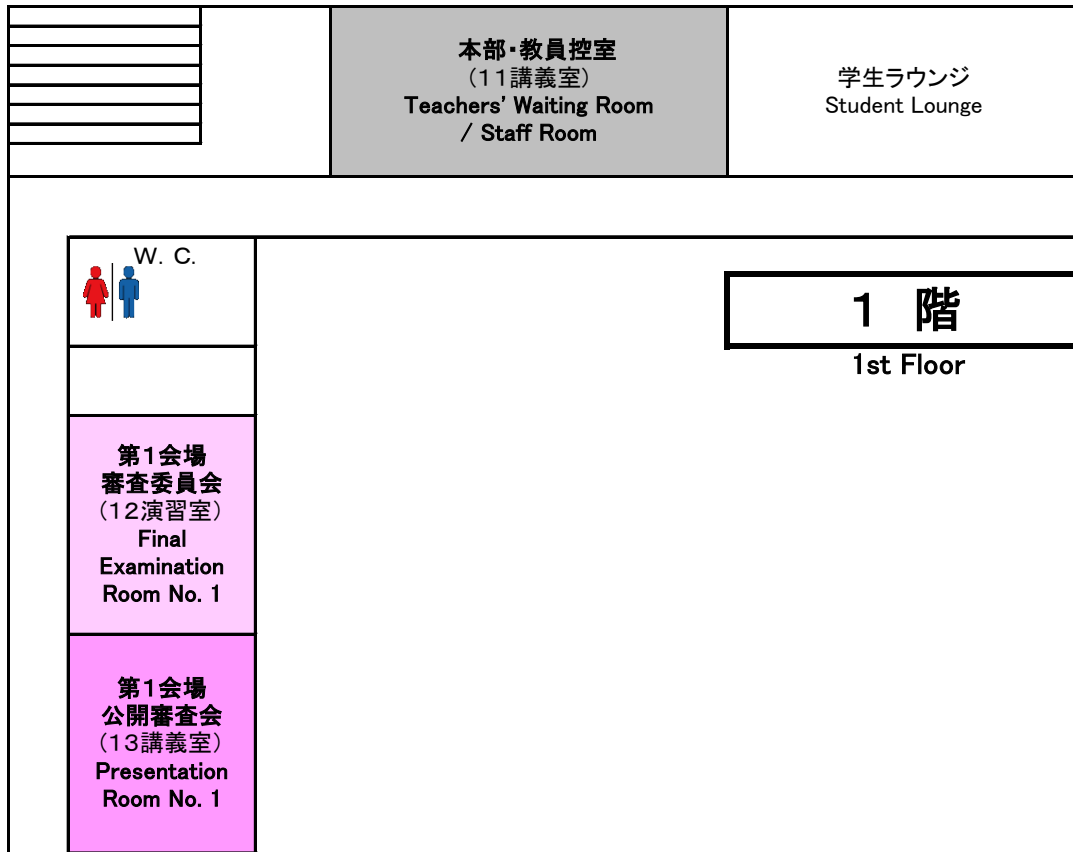 本部・教員控室
(11講義室)
Teachers' Waiting Room
/ Staff Room
学生ラウンジ
Student Lounge
W. C.
1 階
1st Floor
第1会場
審査委員会
(12演習室)
Final
Examination
Room No. 1
第1会場
公開審査会
(13講義室)
Presentation
Room No. 1